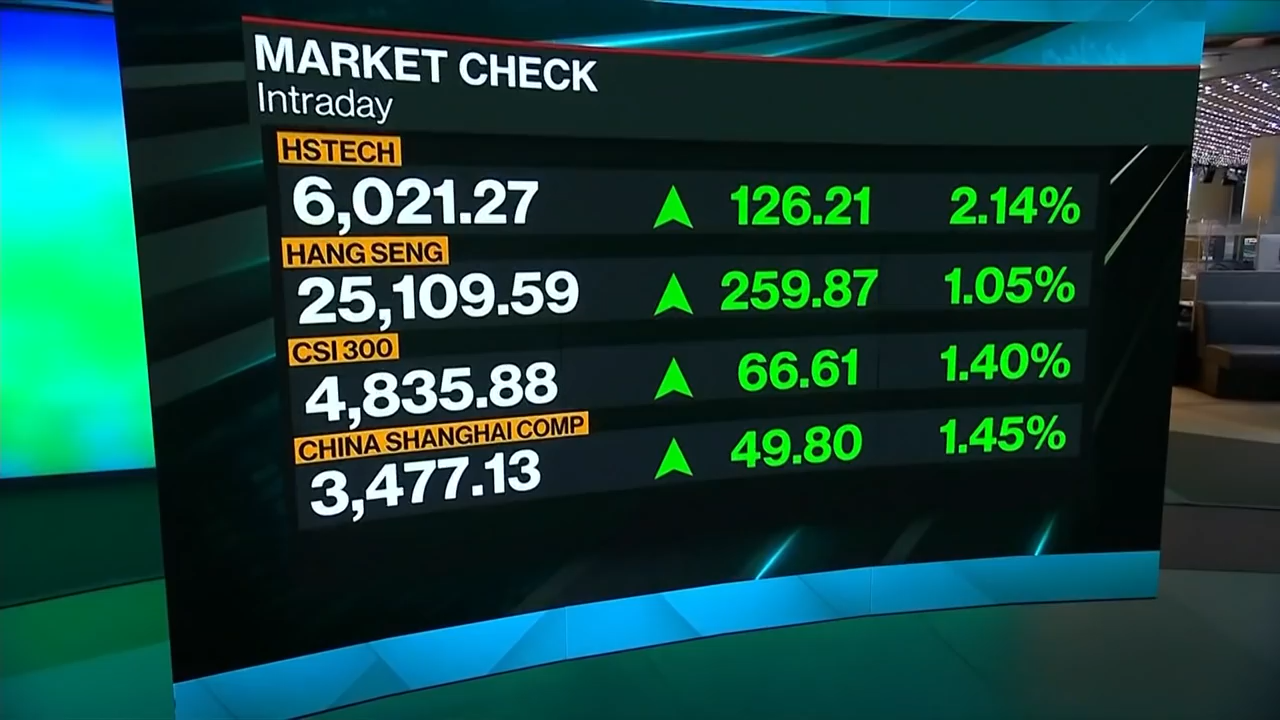 MARKET CHECK
Intraday
HSTECH
6,021.27 126.21 2.14%
HANG SENG
25,109.59 259.87 1.05%
CSI 300
4,835.88 66.61 1.40%
CHINA SHANGHAI COMP
3,477.13 49.80 1.45%